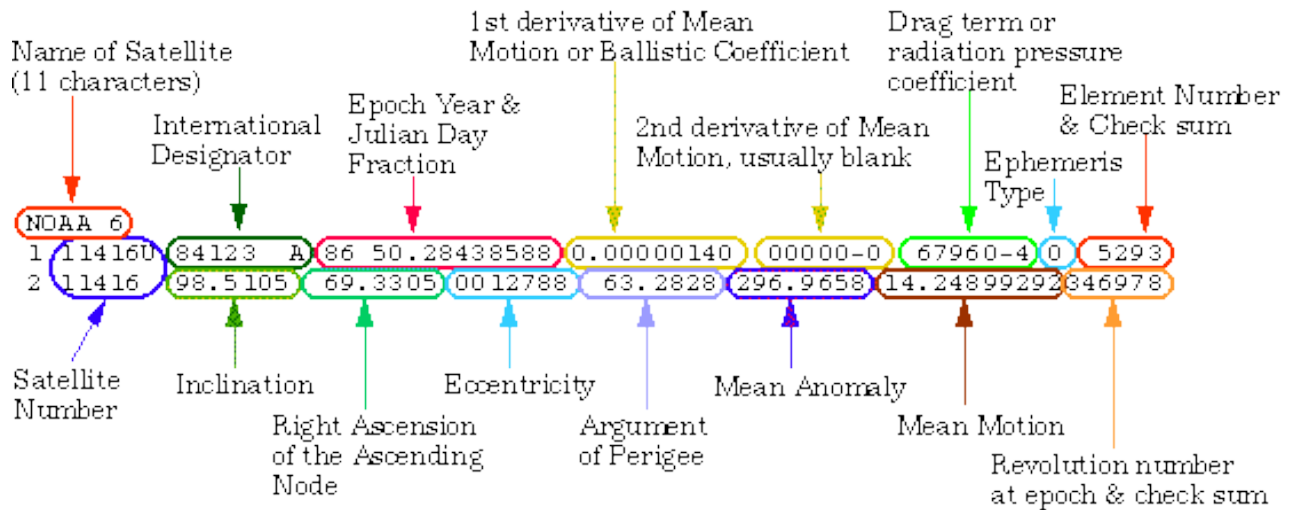 Name of Satellite
(11 characters)
International
Designator
Epoch Year &
Julian Day
Fraction
1st derivative of Mean
Motion or Ballistic Coefficient
2nd derivative of Mean
Motion, usually blank
Drag term or
radiation pressure
coefficient
Ephemeris
Type
Element Number
& Check sum
NOAA 6
1 11416U 84123 A 86 50.28438588 0.00000140 00000-0 67960-4 0 5293
2 11416 98.5105 69.3305 0012788 63.2828 296.9658 14.24899292 346978
Satellite
Number
Inclination
Right Ascension
of the Ascending
Node
Eccentricity
Argument
of Perigee
Mean Anomaly
Mean Motion
Revolution number
at epoch & check sum